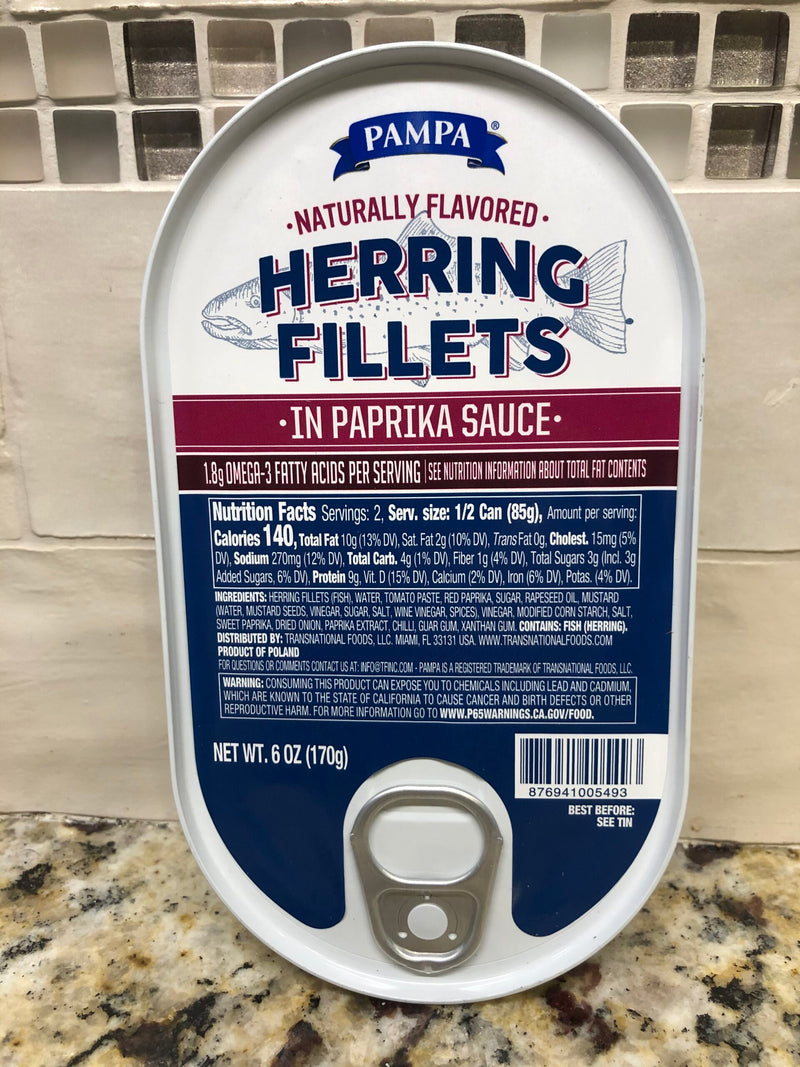 PAMPA®
·NATURALLY FLAVORED·
HERRING
FILLETS
·IN PAPRIKA SAUCE·
1.8g OMEGA-3 FATTY ACIDS PER SERVING | SEE NUTRITION INFORMATION ABOUT TOTAL FAT CONTENTS
Nutrition Facts Servings: 2, Serv. size: 1/2 Can (85g), Amount per serving:
Calories 140, Total Fat 10g (13% DV), Sat. Fat 2g (10% DV), Trans Fat 0g, Cholest. 15mg (5%
DV), Sodium 270mg (12% DV), Total Carb. 4g (1% DV), Fiber 1g (4% DV), Total Sugars 3g (Incl. 3g
Added Sugars, 6% DV), Protein 9g, Vit. D (15% DV), Calcium (2% DV), Iron (6% DV), Potas. (4% DV).
INGREDIENTS: HERRING FILLETS (FISH), WATER, TOMATO PASTE, RED PAPRIKA, SUGAR, RAPESEED OIL, MUSTARD
(WATER, MUSTARD SEEDS, VINEGAR, SUGAR, SALT, WINE VINEGAR, SPICES), VINEGAR, MODIFIED CORN STARCH, SALT,
SWEET PAPRIKA, DRIED ONION, PAPRIKA EXTRACT, CHILLI, GUAR GUM, XANTHAN GUM. CONTAINS: FISH (HERRING).
DISTRIBUTED BY: TRANSNATIONAL FOODS, LLC. MIAMI, FL 33131 USA. WWW.TRANSNATIONALFOODS.COM
PRODUCT OF POLAND
FOR QUESTIONS OR COMMENTS CONTACT US AT: INFO@TFINC.COM - PAMPA IS A REGISTERED TRADEMARK OF TRANSNATIONAL FOODS, LLC.
WARNING: CONSUMING THIS PRODUCT CAN EXPOSE YOU TO CHEMICALS INCLUDING LEAD AND CADMIUM,
WHICH ARE KNOWN TO THE STATE OF CALIFORNIA TO CAUSE CANCER AND BIRTH DEFECTS OR OTHER
REPRODUCTIVE HARM. FOR MORE INFORMATION GO TO WWW.P65WARNINGS.CA.GOV/FOOD.
NET WT. 6 OZ (170g)
876941005493
BEST BEFORE:
SEE TIN